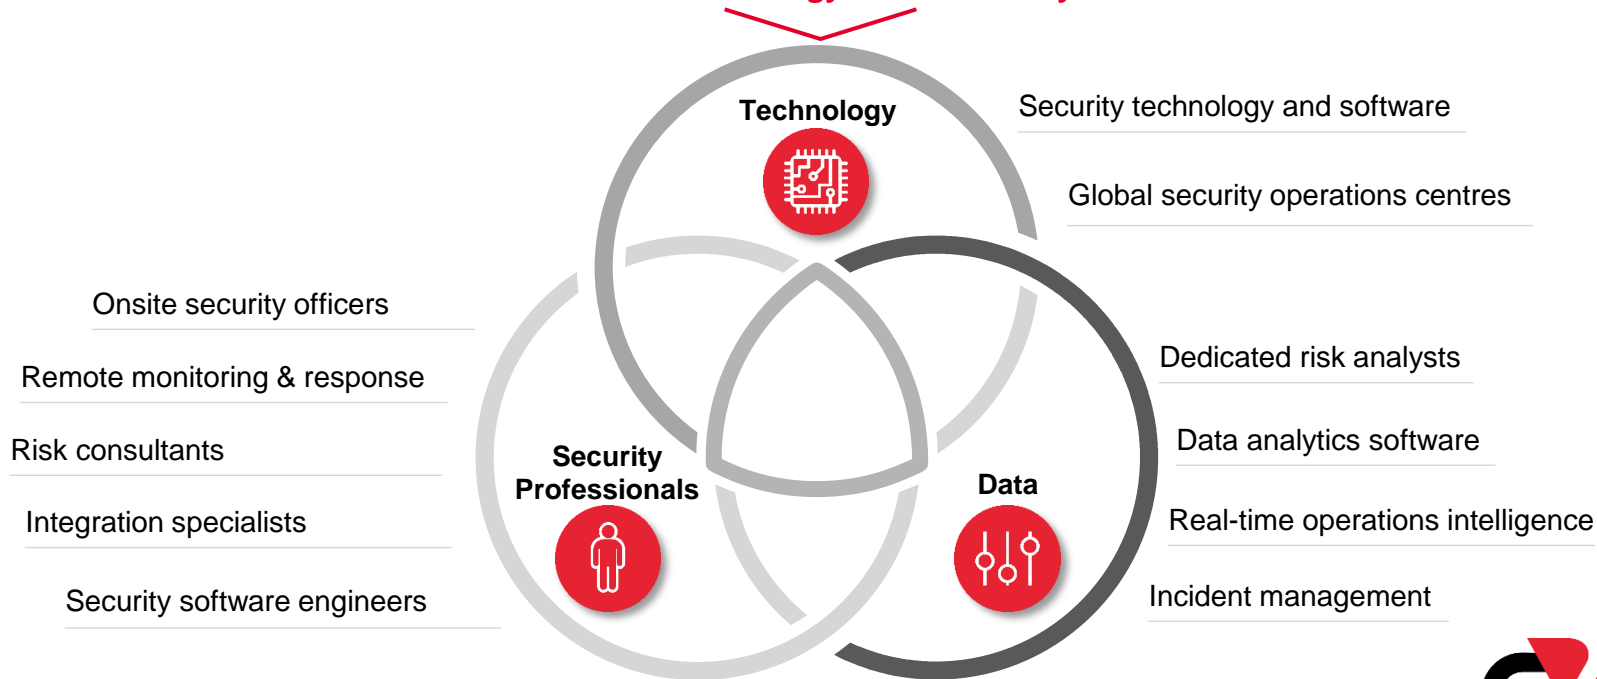 Technology
Security technology and software
Global security operations centres
Onsite security officers
Remote monitoring & response
Risk consultants
Integration specialists
Security software engineers
Security
Professionals
Data
Dedicated risk analysts
Data analytics software
Real-time operations intelligence
Incident management